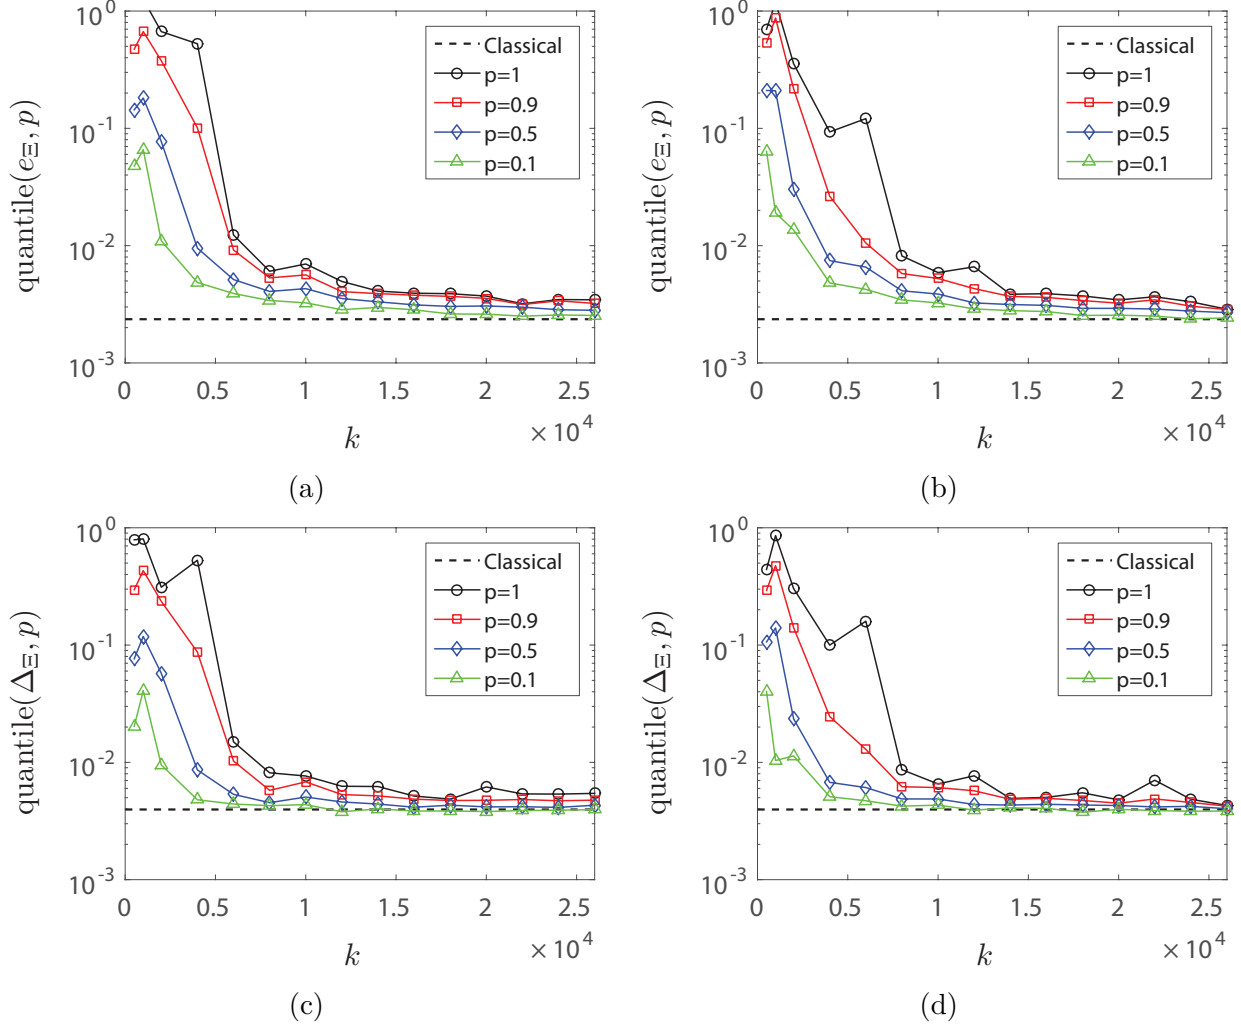 10^0
10^-1
10^-2
10^-3
quantile(e_Ξ, p)
Classical
p=1
p=0.9
p=0.5
p=0.1
0 0.5 1 1.5 2 2.5
× 10^4
k
(a)
10^0
10^-1
10^-2
10^-3
quantile(e_Ξ, p)
Classical
p=1
p=0.9
p=0.5
p=0.1
0 0.5 1 1.5 2 2.5
× 10^4
k
(b)
10^0
10^-1
10^-2
10^-3
quantile(Δ_Ξ, p)
Classical
p=1
p=0.9
p=0.5
p=0.1
0 0.5 1 1.5 2 2.5
× 10^4
k
(c)
10^0
10^-1
10^-2
10^-3
quantile(Δ_Ξ, p)
Classical
p=1
p=0.9
p=0.5
p=0.1
0 0.5 1 1.5 2 2.5
× 10^4
k
(d)